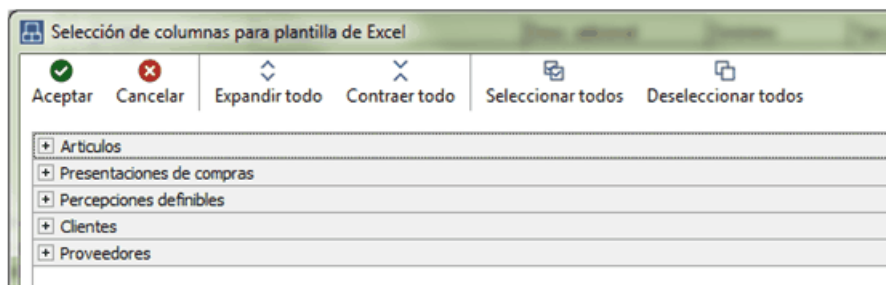 Selección de columnas para plantilla de Excel
Aceptar Cancelar Expandir todo Contraer todo Seleccionar todos Deseleccionar todos
Articulos
Presentaciones de compras
Percepciones definibles
Clientes
Proveedores